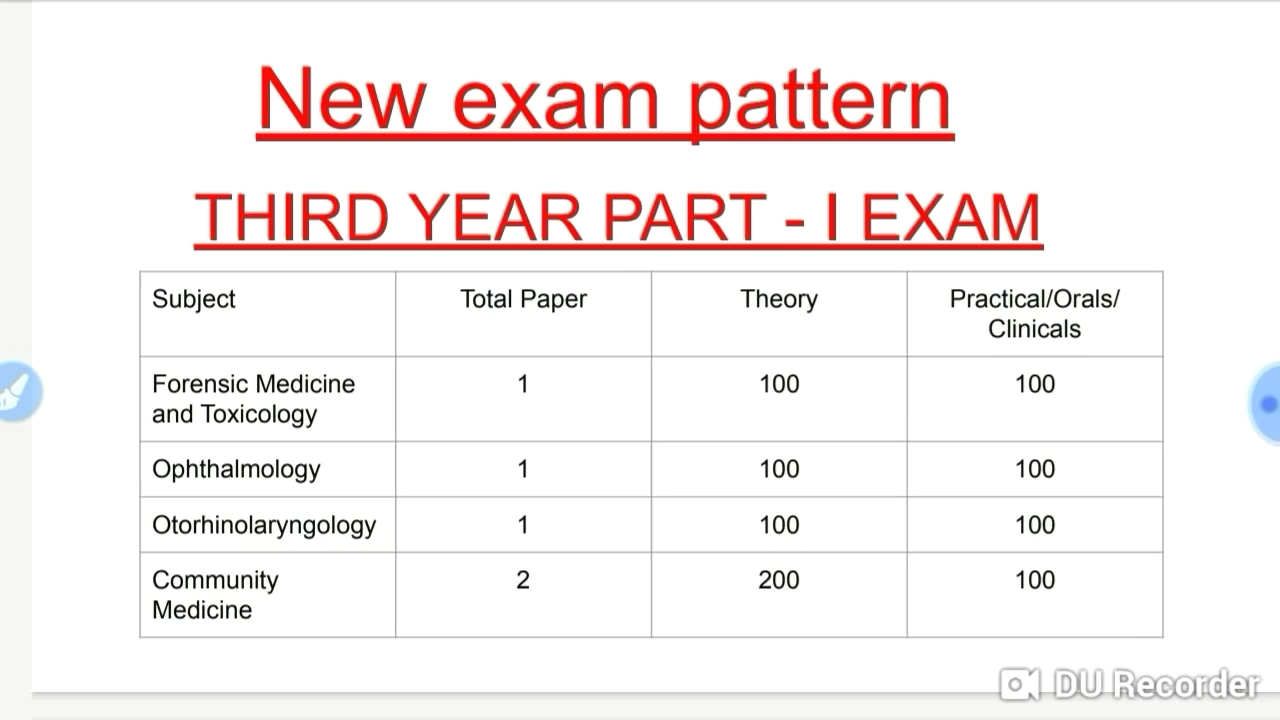 New exam pattern
THIRD YEAR PART - I EXAM
Subject Total Paper Theory Practical/Orals/
Clinicals
Forensic Medicine 1 100 100
and Toxicology
Ophthalmology 1 100 100
Otorhinolaryngology 1 100 100
Community 2 200 100
Medicine
DU Recorder